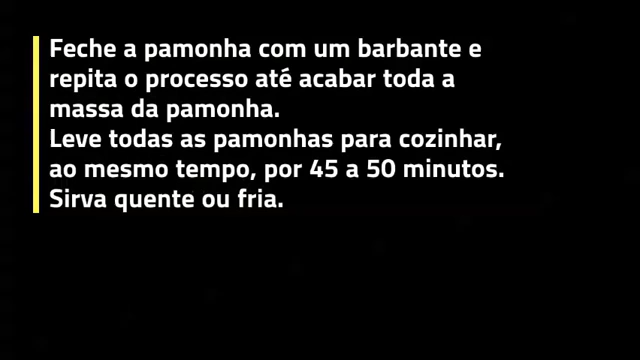 Feche a pamonha com um barbante e
repita o processo até acabar toda a
massa da pamonha.
Leve todas as pamonhas para cozinhar,
ao mesmo tempo, por 45 a 50 minutos.
Sirva quente ou fria.